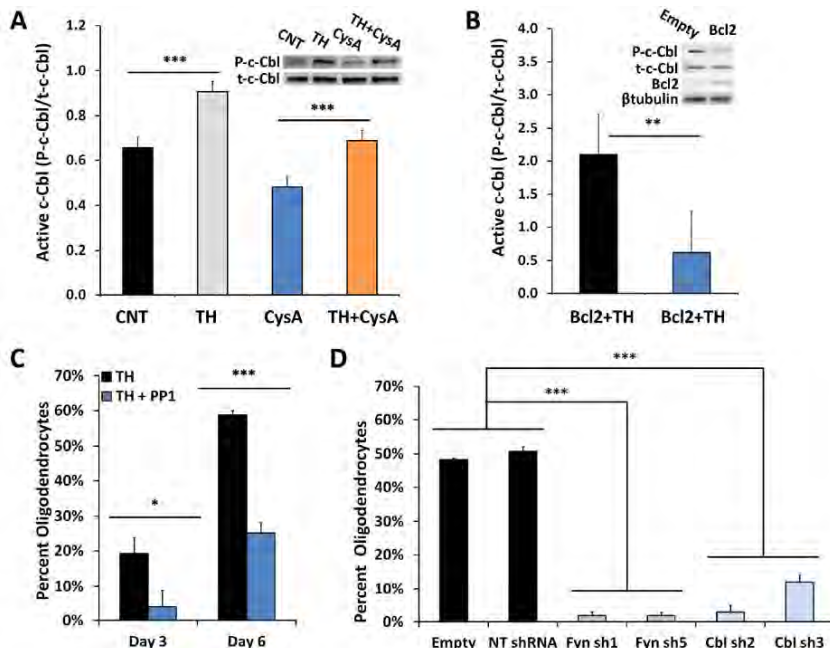 A
Active c-Cbl (P-c-Cbl/t-c-Cbl)
1.2
1.0
0.8
0.6
0.4
0.2
0.0
***
***
CNT TH CysA TH+CysA
P-c-Cbl
t-c-Cbl
CNT TH CysA TH+CysA
B
Active c-Cbl (P-c-Cbl/t-c-Cbl)
4.0
3.5
3.0
2.5
2.0
1.5
1.0
0.5
0.0
Empty Bcl2
P-c-Cbl
t-c-Cbl
Bcl2
βtubulin
**
Bcl2+TH Bcl2+TH
C
Percent Oligodendrocytes
70%
60%
50%
40%
30%
20%
10%
0%
TH
TH + PP1
*
***
Day 3 Day 6
D
Percent Oligodendrocytes
70%
60%
50%
40%
30%
20%
10%
0%
***
***
Empty NT shRNA Fyn sh1 Fyn sh5 Cbl sh2 Cbl sh3